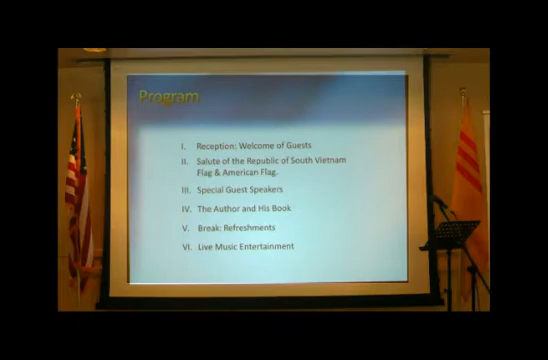 Program
I. Reception: Welcome of Guests
II. Salute of the Republic of South Vietnam
Flag & American Flag.
III. Special Guest Speakers
IV. The Author and His Book
V. Break: Refreshments
VI. Live Music Entertainment